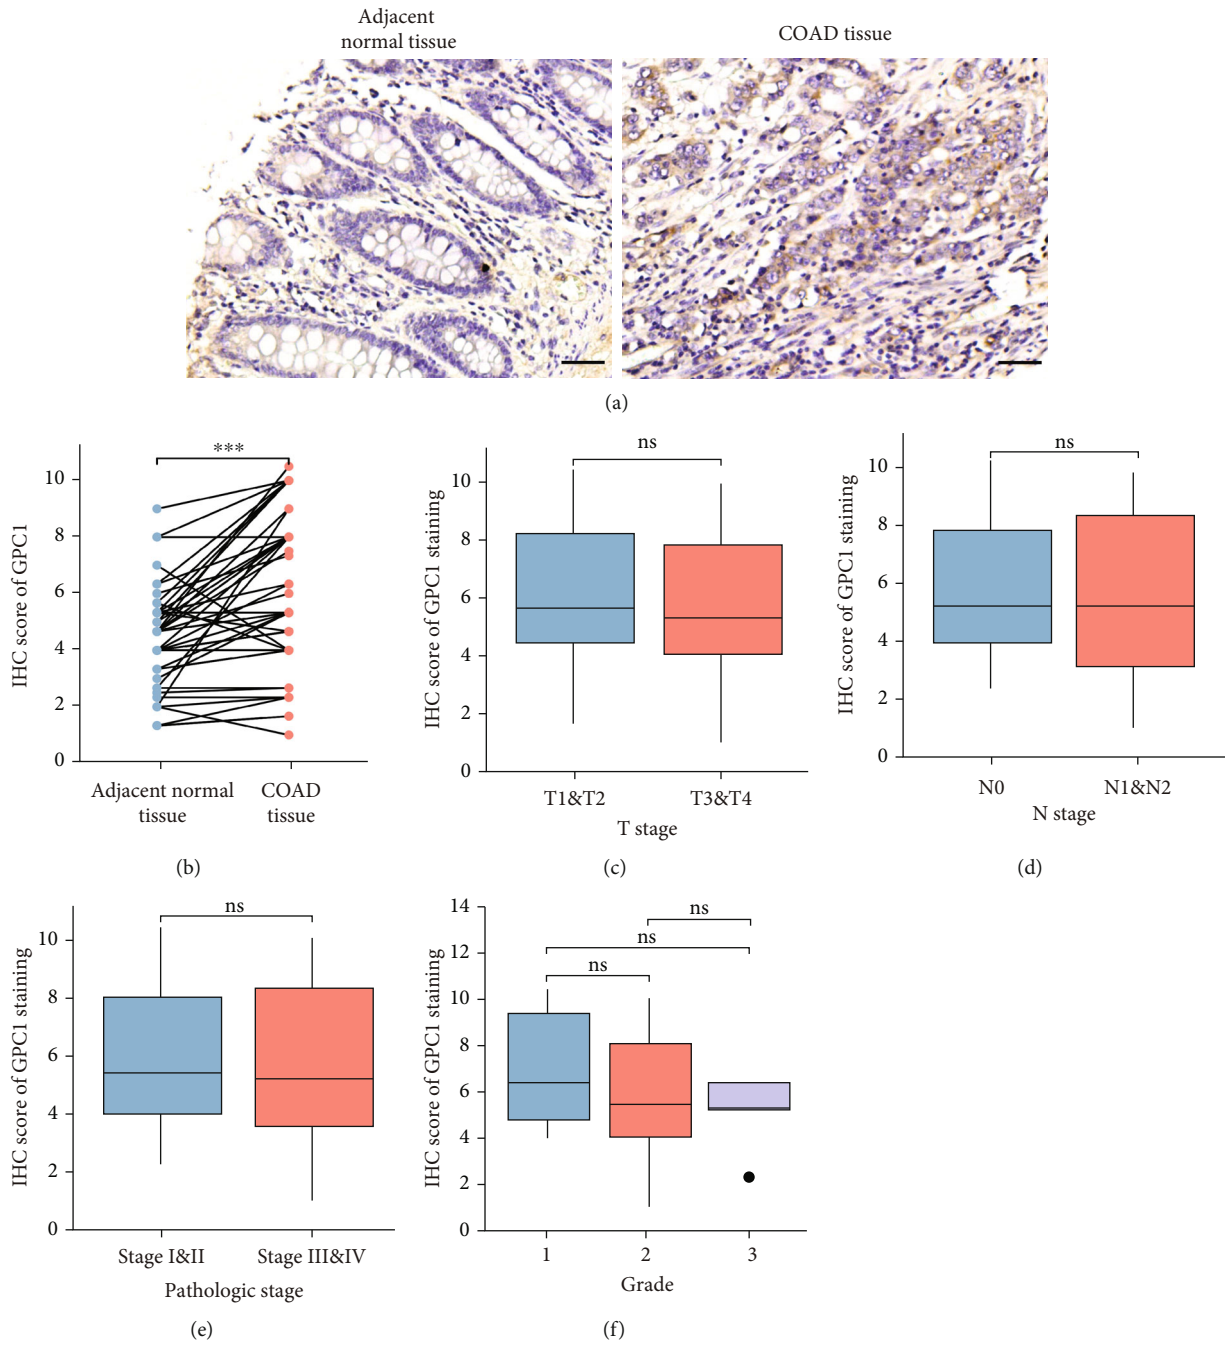 Adjacent
normal tissue
COAD tissue
(a)
***
IHC score of GPC1
10
8
6
4
2
0
Adjacent normal
tissue
COAD
tissue
(b)
ns
IHC score of GPC1 staining
10
8
6
4
2
0
T1&T2
T3&T4
T stage
(c)
ns
IHC score of GPC1 staining
10
8
6
4
2
0
N0
N1&N2
N stage
(d)
ns
IHC score of GPC1 staining
10
8
6
4
2
0
Stage I&II
Stage III&IV
Pathologic stage
(e)
ns
ns
ns
IHC score of GPC1 staining
14
12
10
8
6
4
2
0
1
2
3
Grade
(f)